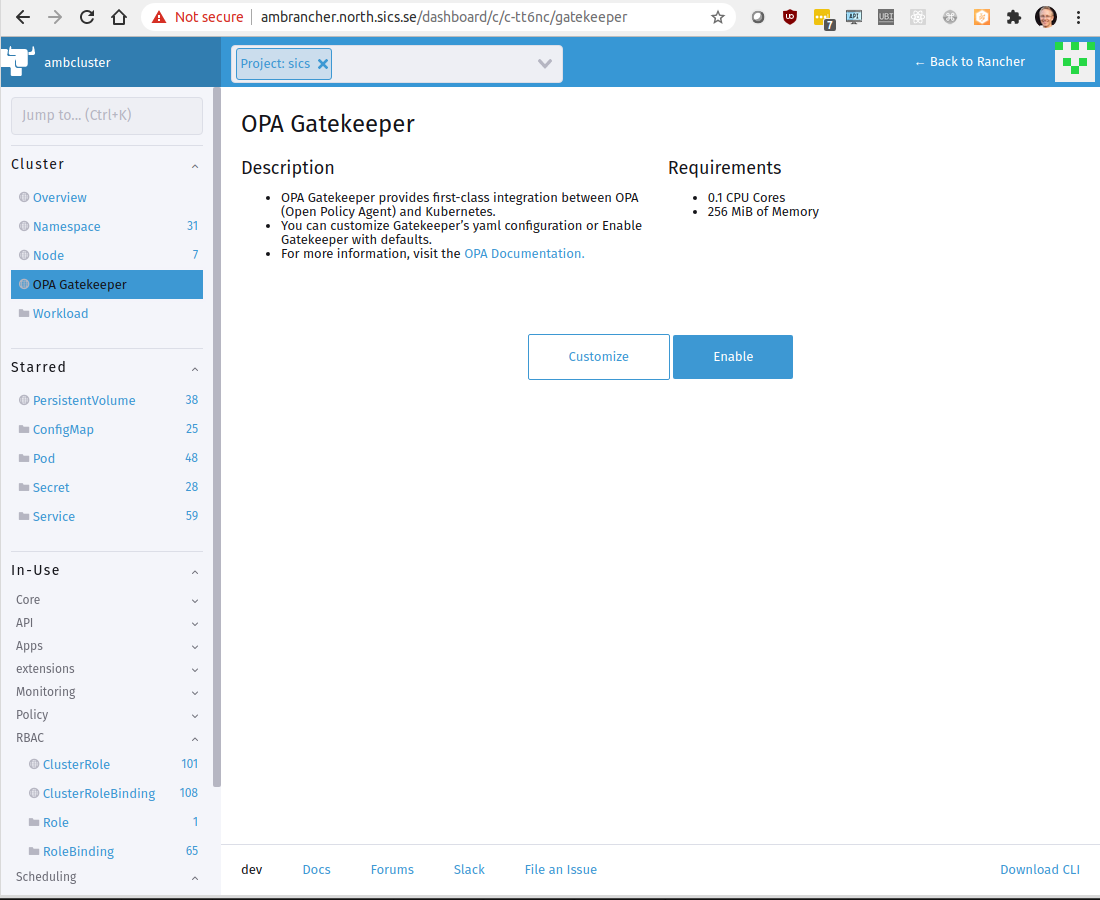 Not secure
ambrancher.north.sics.se/dashboard/c/c-tt6nc/gatekeeper
UD
7
API
UBI
ambcluster
Project: sics
← Back to Rancher
Jump to... (Ctrl+K)
Cluster
Overview
Namespace 31
Node 7
OPA Gatekeeper
Workload
Starred
PersistentVolume 38
ConfigMap 25
Pod 48
Secret 28
Service 59
In-Use
Core
API
Apps
extensions
Monitoring
Policy
RBAC
ClusterRole 101
ClusterRoleBinding 108
Role 1
RoleBinding 65
Scheduling
OPA Gatekeeper
Description
• OPA Gatekeeper provides first-class integration between OPA
(Open Policy Agent) and Kubernetes.
• You can customize Gatekeeper's yaml configuration or Enable
Gatekeeper with defaults.
• For more information, visit the OPA Documentation.
Requirements
• 0.1 CPU Cores
• 256 MiB of Memory
Customize
Enable
dev
Docs
Forums
Slack
File an Issue
Download CLI